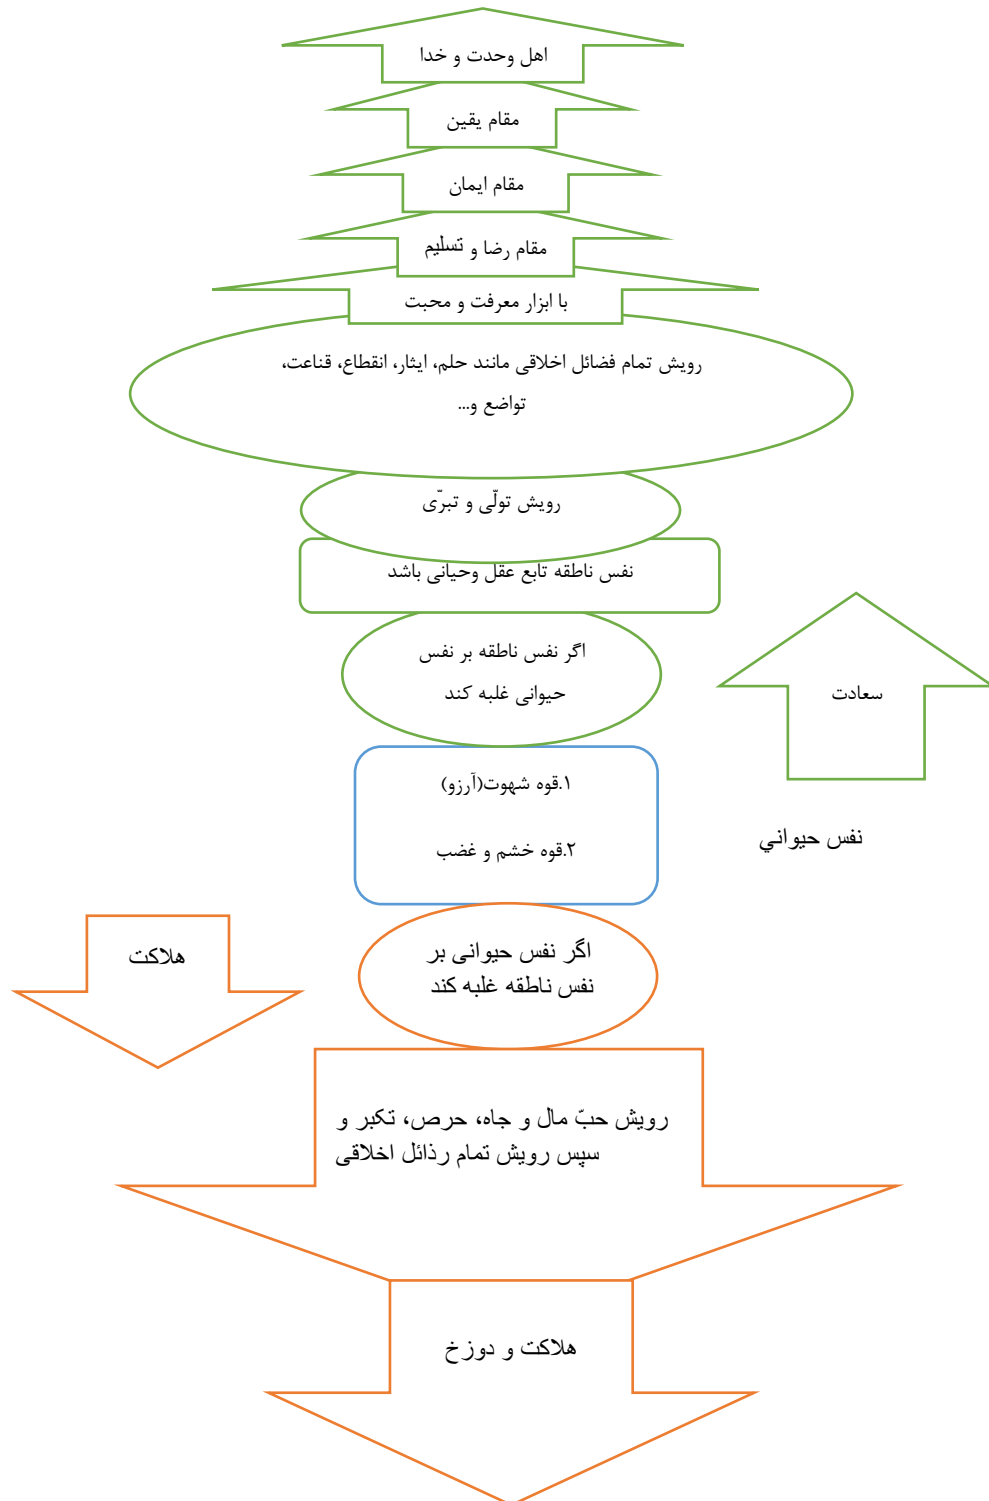 اهل وحدت و خدا
مقام یقین
مقام ایمان
مقام رضا و تسلیم
با ابزار معرفت و محبت
رویش تمام فضائل اخلاقی مانند حلم، ایثار، انقطاع، قناعت،
تواضع و...
رویش تولّی و تبرّی
نفس ناطقه تابع عقل وحیانی باشد
اگر نفس ناطقه بر نفس
حیوانی غلبه کند
سعادت
۱.قوه شهوت(آرزو)
نفس حيواني
۲.قوه خشم و غضب
هلاکت
اگر نفس حیوانی بر
نفس ناطقه غلبه کند
رویش حبّ مال و جاه، حرص، تکبر و
سپس رویش تمام رذائل اخلاقی
هلاکت و دوزخ